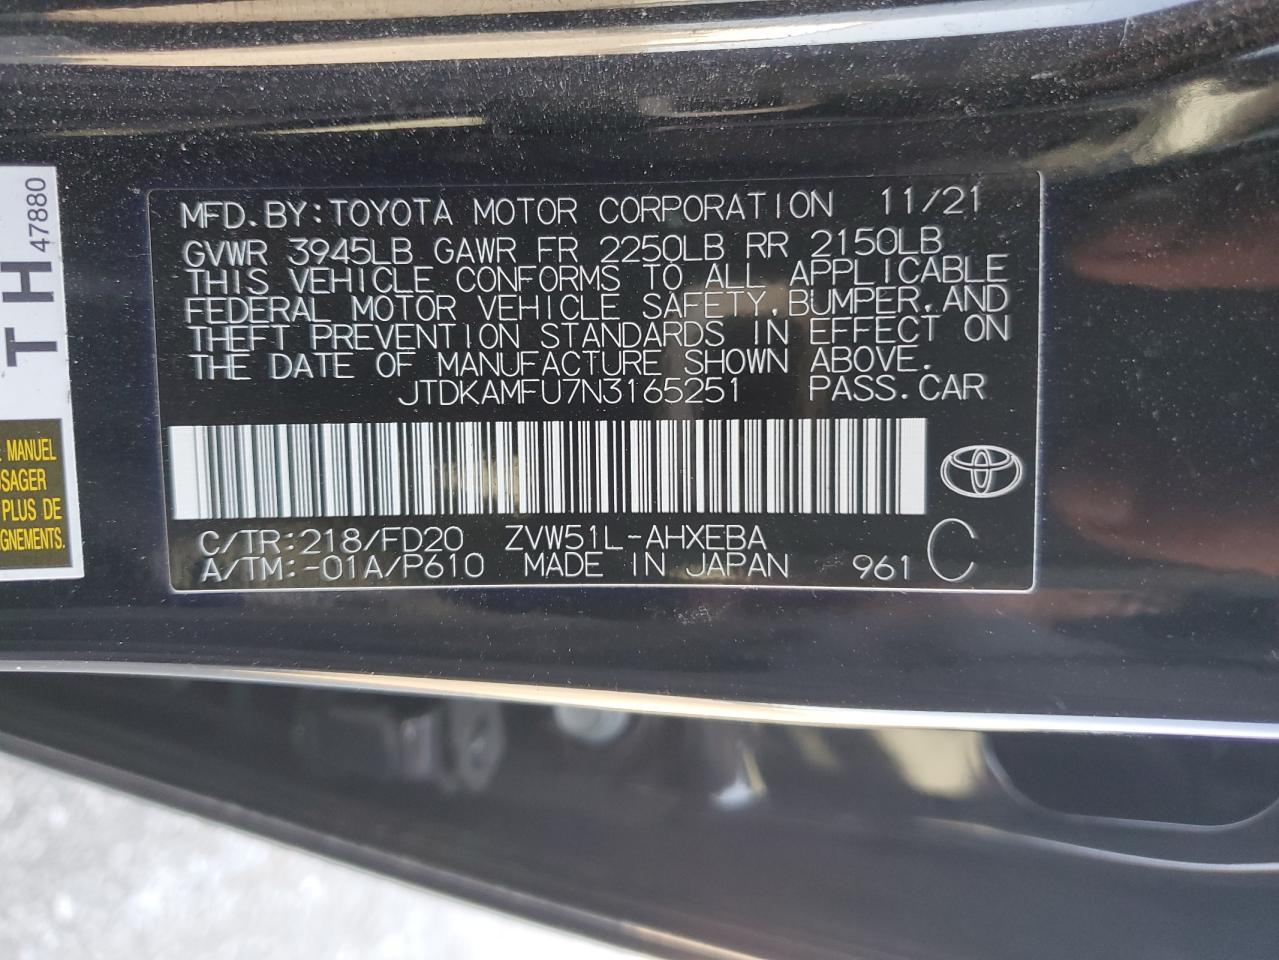 MFD.BY:TOYOTA MOTOR CORPORATION 11/21
GVWR 3945LB GAWR FR 2250LB RR 2150LB
THIS VEHICLE CONFORMS TO ALL APPLICABLE
FEDERAL MOTOR VEHICLE SAFETY,BUMPER,AND
THEFT PREVENTION STANDARDS IN EFFECT ON
THE DATE OF MANUFACTURE SHOWN ABOVE.
JTDKAMFU7N3165251 PASS.CAR
C/TR:218/FD20 ZVW51L-AHXEBA
A/TM:-01A/P610 MADE IN JAPAN 961 C
TH
47880
MANUEL
PLUS DE